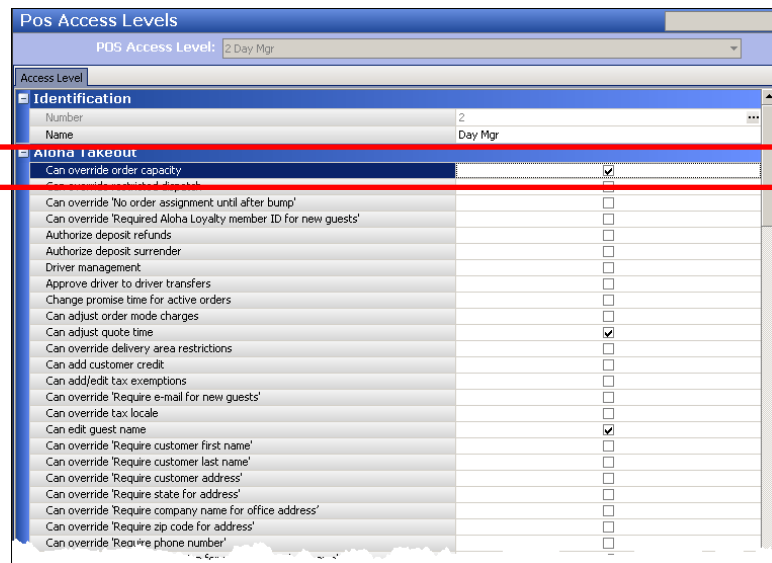 Pos Access Levels
POS Access Level: 2 Day Mgr
Access Level
Identification
Number 2 ...
Name Day Mgr
Aloha Takeout
Can override order capacity
Can override restricted dispatch
Can override 'No order assignment until after bump'
Can override 'Required Aloha Loyalty member ID for new guests'
Authorize deposit refunds
Authorize deposit surrender
Driver management
Approve driver to driver transfers
Change promise time for active orders
Can adjust order mode charges
Can adjust quote time
Can override delivery area restrictions
Can add customer credit
Can add/edit tax exemptions
Can override 'Require e-mail for new guests'
Can override tax locale
Can edit guest name
Can override 'Require customer first name'
Can override 'Require customer last name'
Can override 'Require customer address'
Can override 'Require state for address'
Can override 'Require company name for office address'
Can override 'Require zip code for address'
Can override 'Require phone number'